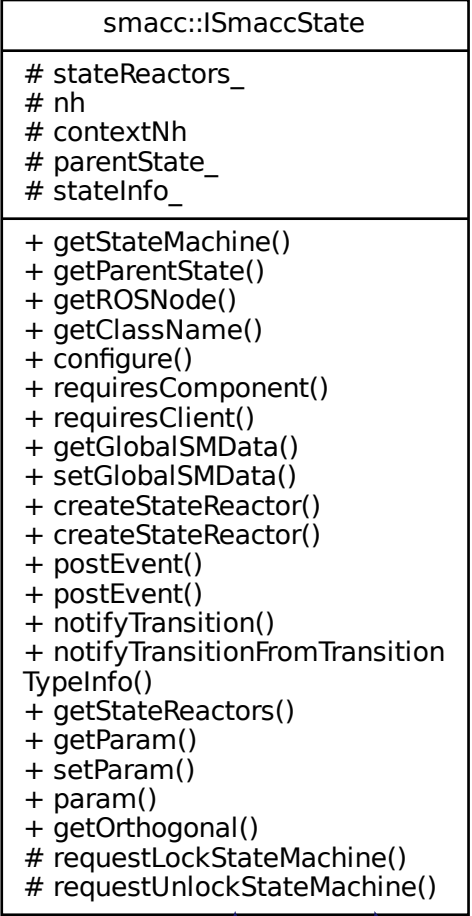 smacc::ISmaccState
# stateReactors_
# nh
# contextNh
# parentState_
# stateInfo_
+ getStateMachine()
+ getParentState()
+ getROSNode()
+ getClassName()
+ configure()
+ requiresComponent()
+ requiresClient()
+ getGlobalSMData()
+ setGlobalSMData()
+ createStateReactor()
+ createStateReactor()
+ postEvent()
+ postEvent()
+ notifyTransition()
+ notifyTransitionFromTransition
TypeInfo()
+ getStateReactors()
+ getParam()
+ setParam()
+ param()
+ getOrthogonal()
# requestLockStateMachine()
# requestUnlockStateMachine()